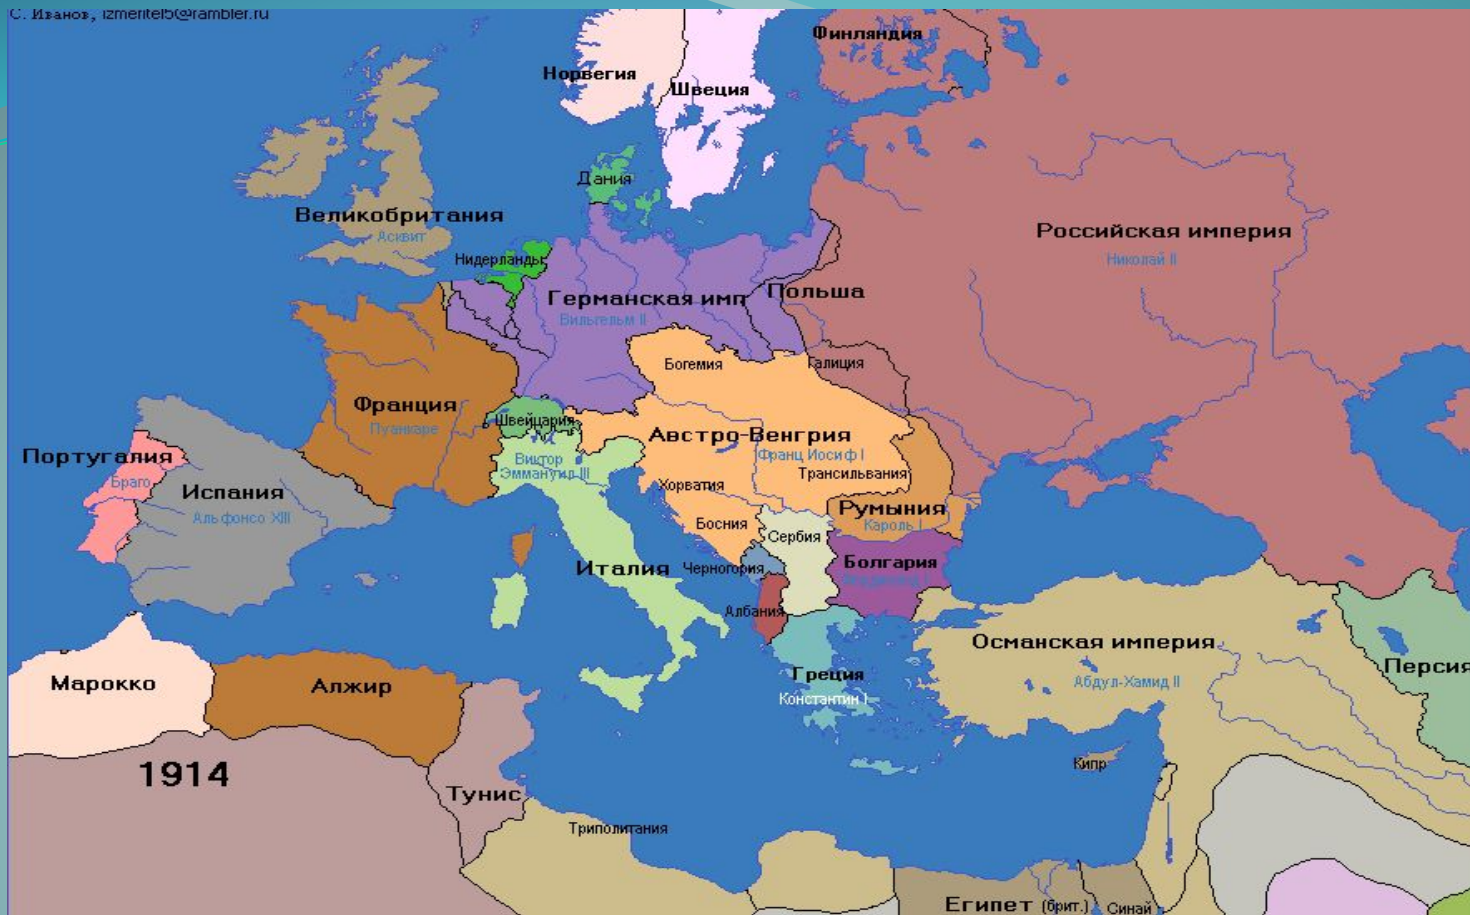 С. Иванов, izmeritel5@rambler.ru
Финляндия
Норвегия
Швеция
Дания
Великобритания
Асквит
Российская империя
Николай II
Нидерланды
Германская имп
Вильгельм II
Польша
Богемия
Галиция
Франция
Пуанкаре
Швейцария
Австро-Венгрия
Франц Иосиф I
Португалия
Браго
Виктор
Эммануил III
Трансильвания
Испания
Альфонсо XIII
Хорватия
Румыния
Кароль I
Босния
Сербия
Италия
Черногория
Болгария
Албания
Османская империя
Абдул-Хамид II
Персия
Греция
Константин I
Марокко
Алжир
1914
Тунис
Кипр
Триполитания
Египет (брит.)
Синай